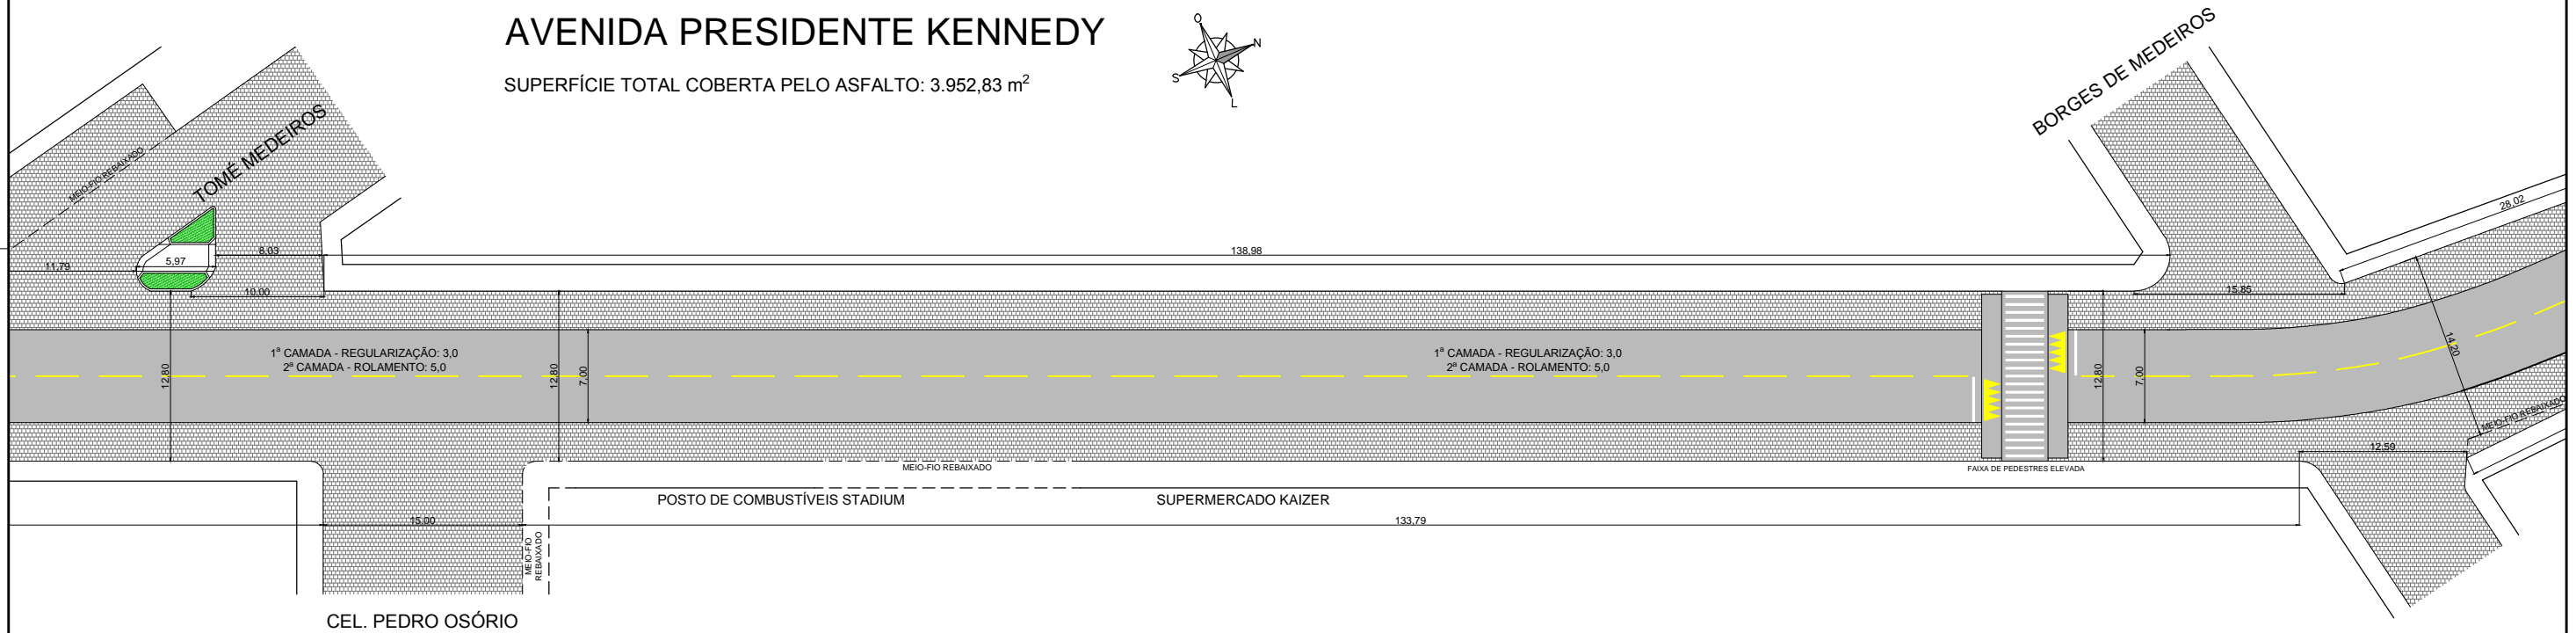 AVENIDA PRESIDENTE KENNEDY
SUPERFÍCIE TOTAL COBERTA PELO ASFALTO: 3.952,83 m²
O
N
S
L
BORGES DE MEDEIROS
TOMÉ MEDEIROS
MEIO-FIO REBAIXADO
11,79
5,97
8,03
10,00
138,98
28,02
15,85
14,20
12,80
1ª CAMADA - REGULARIZAÇÃO: 3,0
2ª CAMADA - ROLAMENTO: 5,0
12,80
7,00
1ª CAMADA - REGULARIZAÇÃO: 3,0
2ª CAMADA - ROLAMENTO: 5,0
12,80
7,00
MEIO-FIO REBAIXADO
12,59
MEIO-FIO REBAIXADO
FAIXA DE PEDESTRES ELEVADA
POSTO DE COMBUSTÍVEIS STADIUM
SUPERMERCADO KAIZER
15,00
133,79
MEIO-FIO
REBAIXADO
CEL. PEDRO OSÓRIO